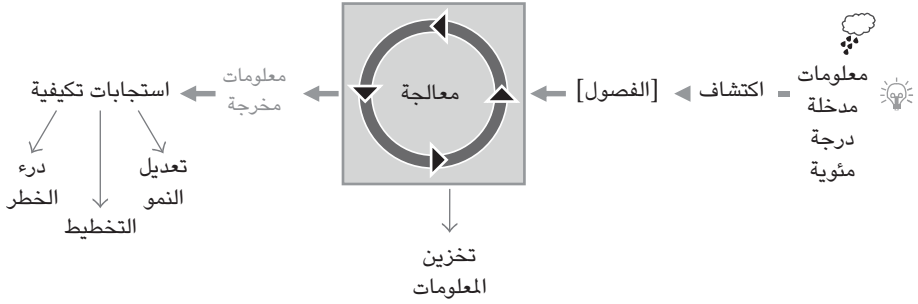 معلومات
مدخلة
درجة
مئوية
اكتشاف
[الفصول]
معالجة
معلومات
مخرجة
استجابات تكيفية
تعديل
النمو
التخطيط
درء
الخطر
تخزين
المعلومات